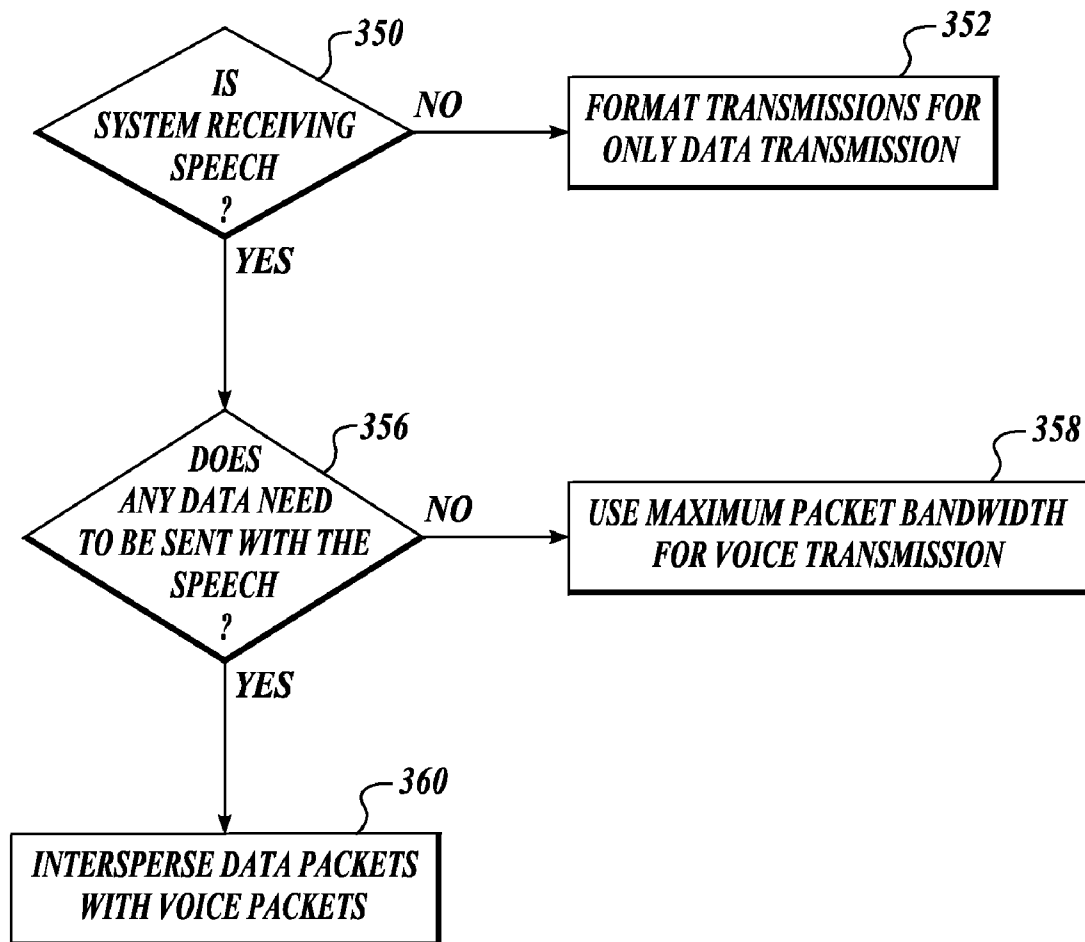 350
IS
SYSTEM RECEIVING
SPEECH
?
NO
352
FORMAT TRANSMISSIONS FOR
ONLY DATA TRANSMISSION
YES
356
DOES
ANY DATA NEED
TO BE SENT WITH THE
SPEECH
?
NO
358
USE MAXIMUM PACKET BANDWIDTH
FOR VOICE TRANSMISSION
YES
360
INTERSPERSE DATA PACKETS
WITH VOICE PACKETS